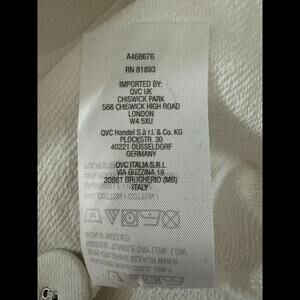 A468676
RN 81893
IMPORTED BY:
QVC UK
CHISWICK PARK
566 CHISWICK HIGH ROAD
LONDON
W4 5XU
QVC Handel S.à r.l. & Co. KG
PLOCKSTR. 30
40221 DÜSSELDORF
GERMANY
QVC ITALIA S.R.L
VIA GUZZINA 18
20861 BRUGHERIO (MB)
ITALY